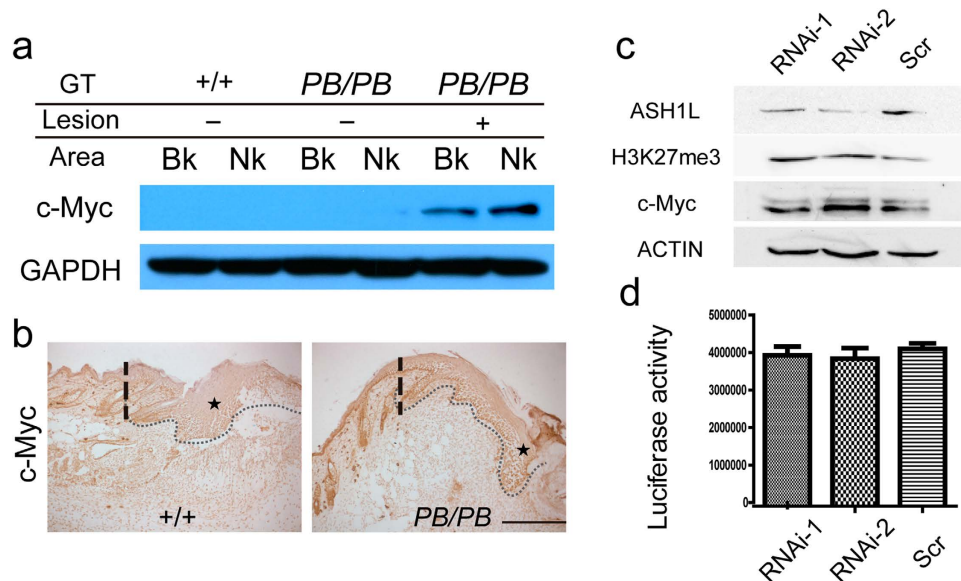 a
GT +/+ PB/PB PB/PB
Lesion – – +
Area Bk Nk Bk Nk Bk Nk
c-Myc
GAPDH
b
c-Myc
+/+
PB/PB
c
RNAi-1 RNAi-2 Scr
ASH1L
H3K27me3
c-Myc
ACTIN
d
Luciferase activity
5000000
4000000
3000000
2000000
1000000
0
RNAi-1 RNAi-2 Scr